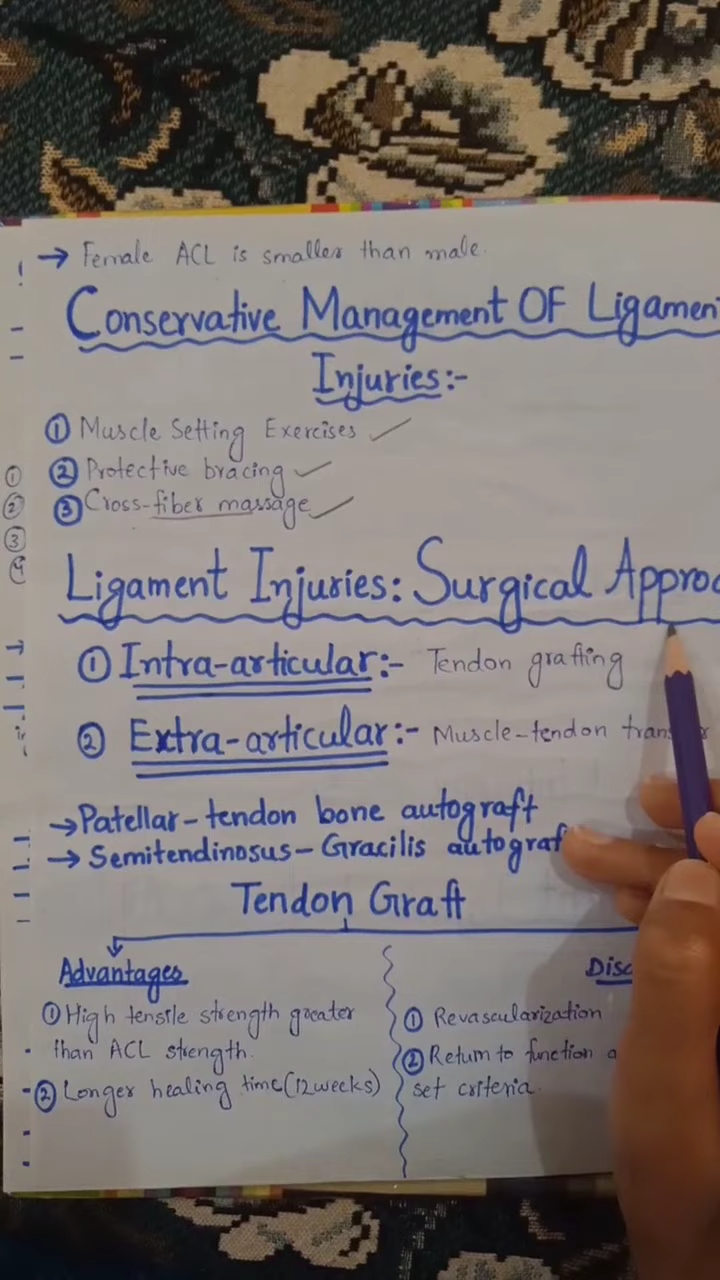 → Female ACL is smaller than male.
Conservative Management OF Ligamen
Injuries:-
① Muscle Setting Exercises ✓
② Protective bracing ✓
③ Cross-fiber massage ✓
Ligament Injuries: Surgical Approa
① Intra-articular:- Tendon grafting
② Extra-articular:- Muscle-tendon
→ Patellar-tendon bone autograft
→ Semitendinosus-Gracilis autograf
Tendon Graft
Advantages
① High tensile strength greater
than ACL strength.
② Longer healing time (12 weeks)
Disc
① Revascularization
② Return to function
set criteria.